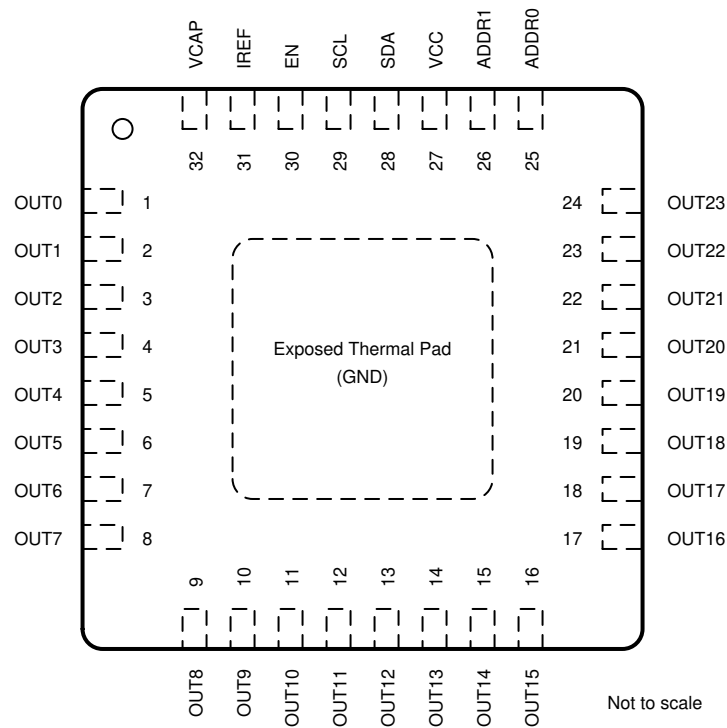 VCAP
IREF
EN
SCL
SDA
VCC
ADDR1
ADDR0
32
31
30
29
28
27
26
25
OUT0 1
OUT1 2
OUT2 3
OUT3 4
OUT4 5
OUT5 6
OUT6 7
OUT7 8
24 OUT23
23 OUT22
22 OUT21
21 OUT20
20 OUT19
19 OUT18
18 OUT17
17 OUT16
Exposed Thermal Pad
(GND)
9
10
11
12
13
14
15
16
OUT8
OUT9
OUT10
OUT11
OUT12
OUT13
OUT14
OUT15
Not to scale